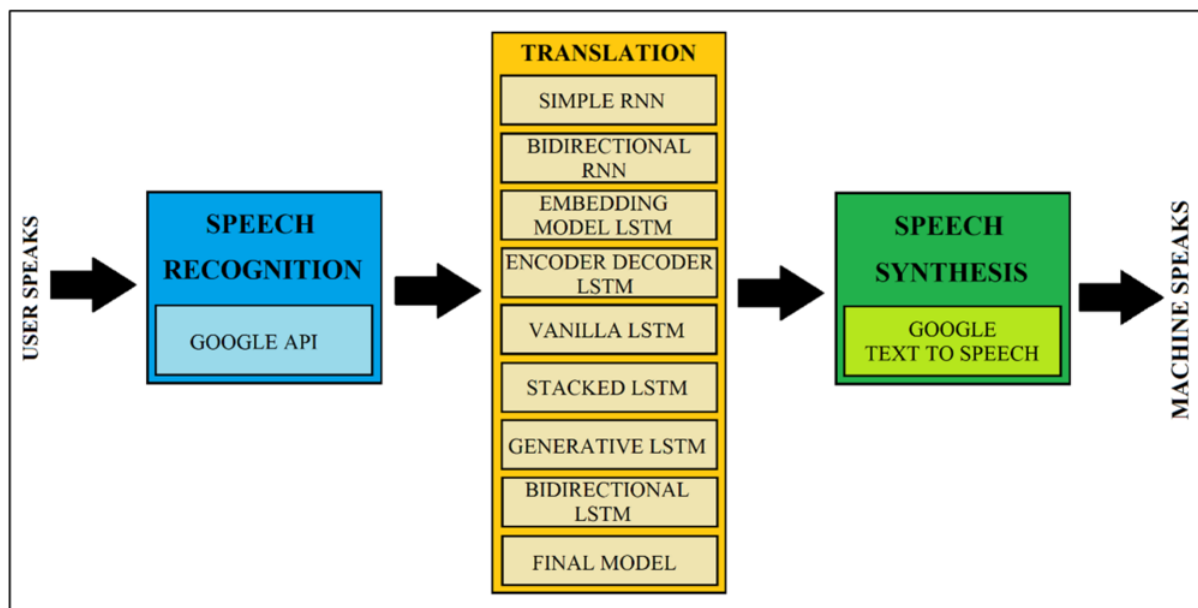 USER SPEAKS
SPEECH
RECOGNITION
GOOGLE API
TRANSLATION
SIMPLE RNN
BIDIRECTIONAL
RNN
EMBEDDING
MODEL LSTM
ENCODER DECODER
LSTM
VANILLA LSTM
STACKED LSTM
GENERATIVE LSTM
BIDIRECTIONAL
LSTM
FINAL MODEL
SPEECH
SYNTHESIS
GOOGLE
TEXT TO SPEECH
MACHINE SPEAKS